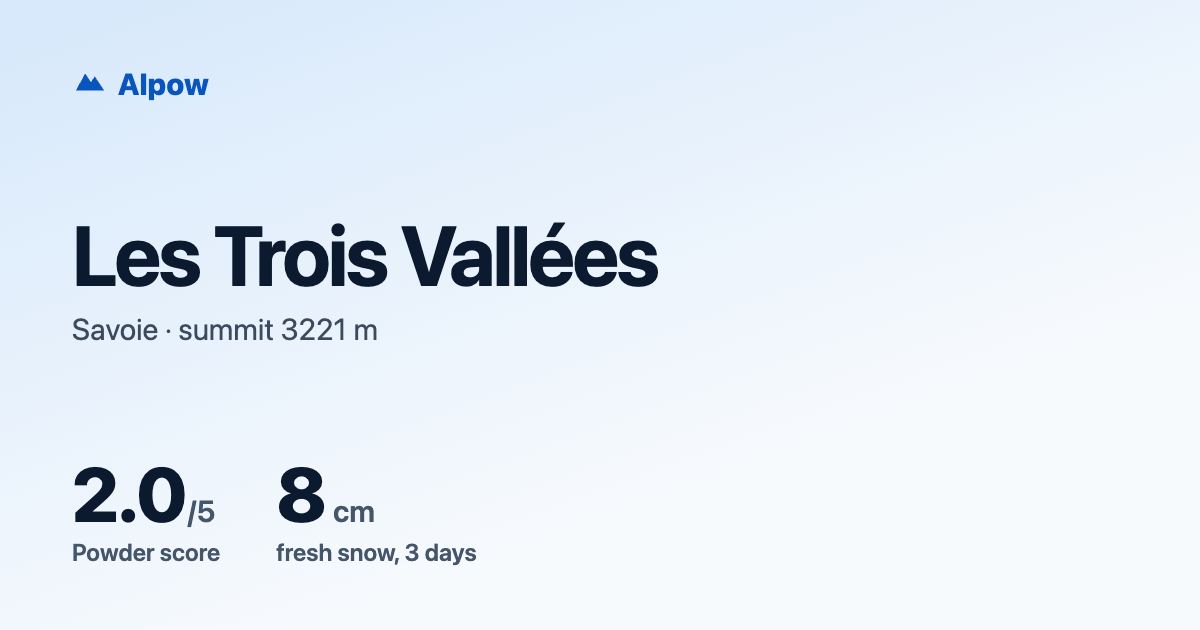 Alpow
Les Trois Vallées
Savoie · summit 3221 m
2.0/5 8 cm
Powder score fresh snow, 3 days